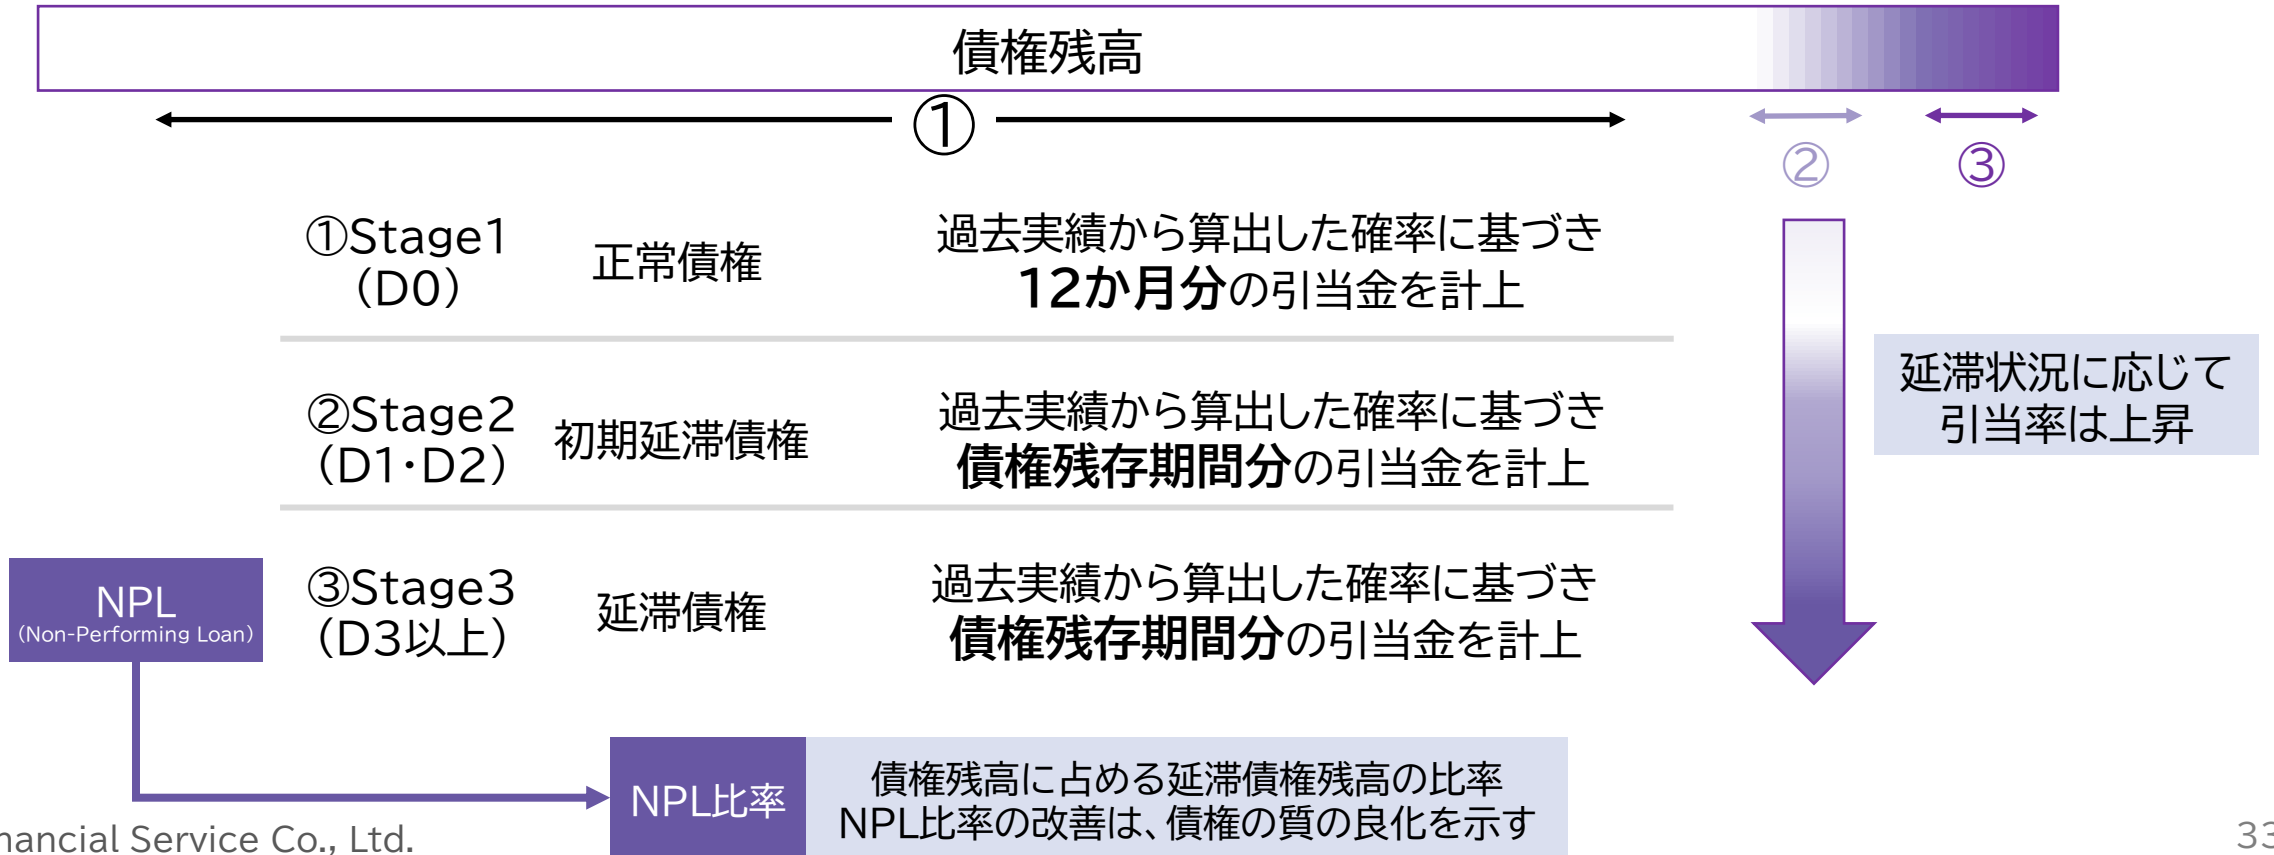 債権残高
①
②
③
①Stage1
（D0）
正常債権
過去実績から算出した確率に基づき
12か月分の引当金を計上
②Stage2
（D1・D2）
初期延滞債権
過去実績から算出した確率に基づき
債権残存期間分の引当金を計上
延滞状況に応じて
引当率は上昇
NPL
（Non-Performing Loan）
③Stage3
（D3以上）
延滞債権
過去実績から算出した確率に基づき
債権残存期間分の引当金を計上
NPL比率
債権残高に占める延滞債権残高の比率
NPL比率の改善は、債権の質の良化を示す
Service Co., Ltd.